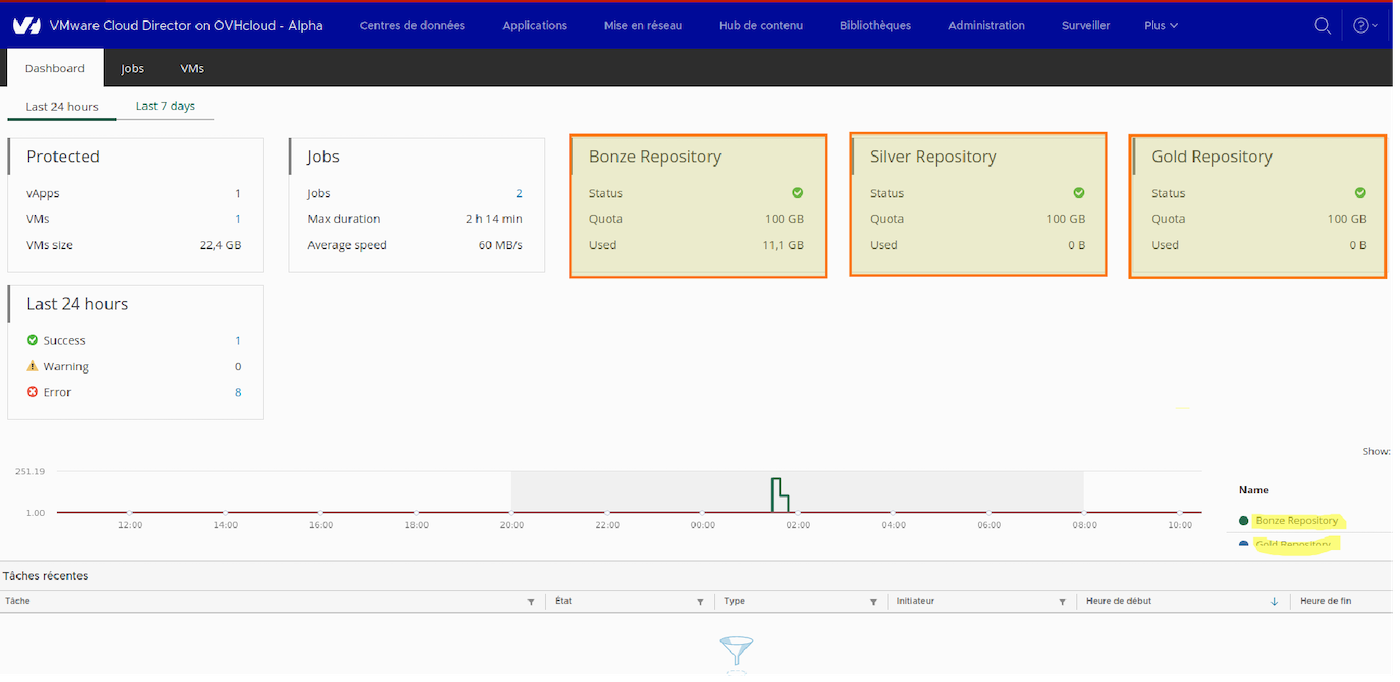 VMware Cloud Director on OVHcloud - Alpha Centres de données Applications Mise en réseau Hub de contenu Bibliothèques Administration Surveiller Plus
Dashboard Jobs VMs
Last 24 hours Last 7 days
Protected
vApps 1
VMs 1
VMs size 22,4 GB
Jobs
Jobs 2
Max duration 2 h 14 min
Average speed 60 MB/s
Bonze Repository
Status
Quota 100 GB
Used 11,1 GB
Silver Repository
Status
Quota 100 GB
Used 0 B
Gold Repository
Status
Quota 100 GB
Used 0 B
Last 24 hours
Success 1
Warning 0
Error 8
Show:
251.19
1.00
12:00 14:00 16:00 18:00 20:00 22:00 00:00 02:00 04:00 06:00 08:00 10:00
Name
Bonze Repository
Gold Repository
Tâches récentes
Tâche État Type Initiateur Heure de début Heure de fin